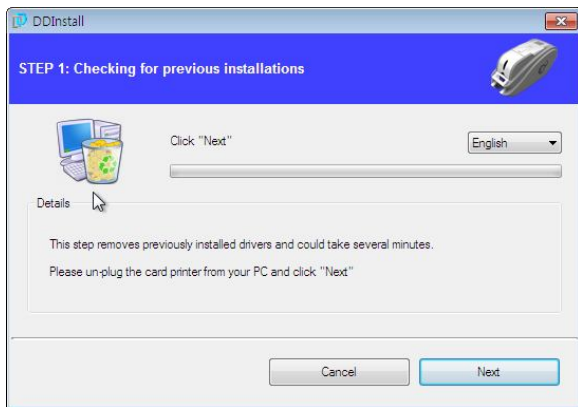 DDInstall
STEP 1: Checking for previous installations
Click "Next"
English
Details
This step removes previously installed drivers and could take several minutes.
Please un-plug the card printer from your PC and click "Next"
Cancel
Next